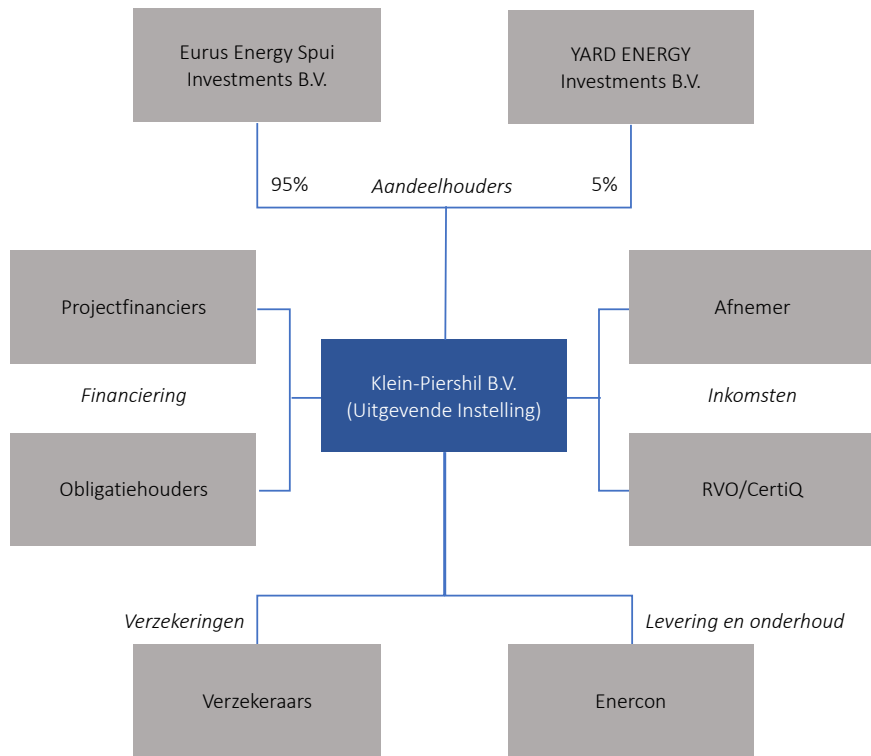 Eurus Energy Spui
Investments B.V.
YARD ENERGY
Investments B.V.
95%
Aandeelhouders
5%
Projectfinanciers
Afnemer
Financiering
Klein-Piershil B.V.
(Uitgevende Instelling)
Inkomsten
Obligatiehouders
RVO/CertiQ
Verzekeringen
Levering en onderhoud
Verzekeraars
Enercon